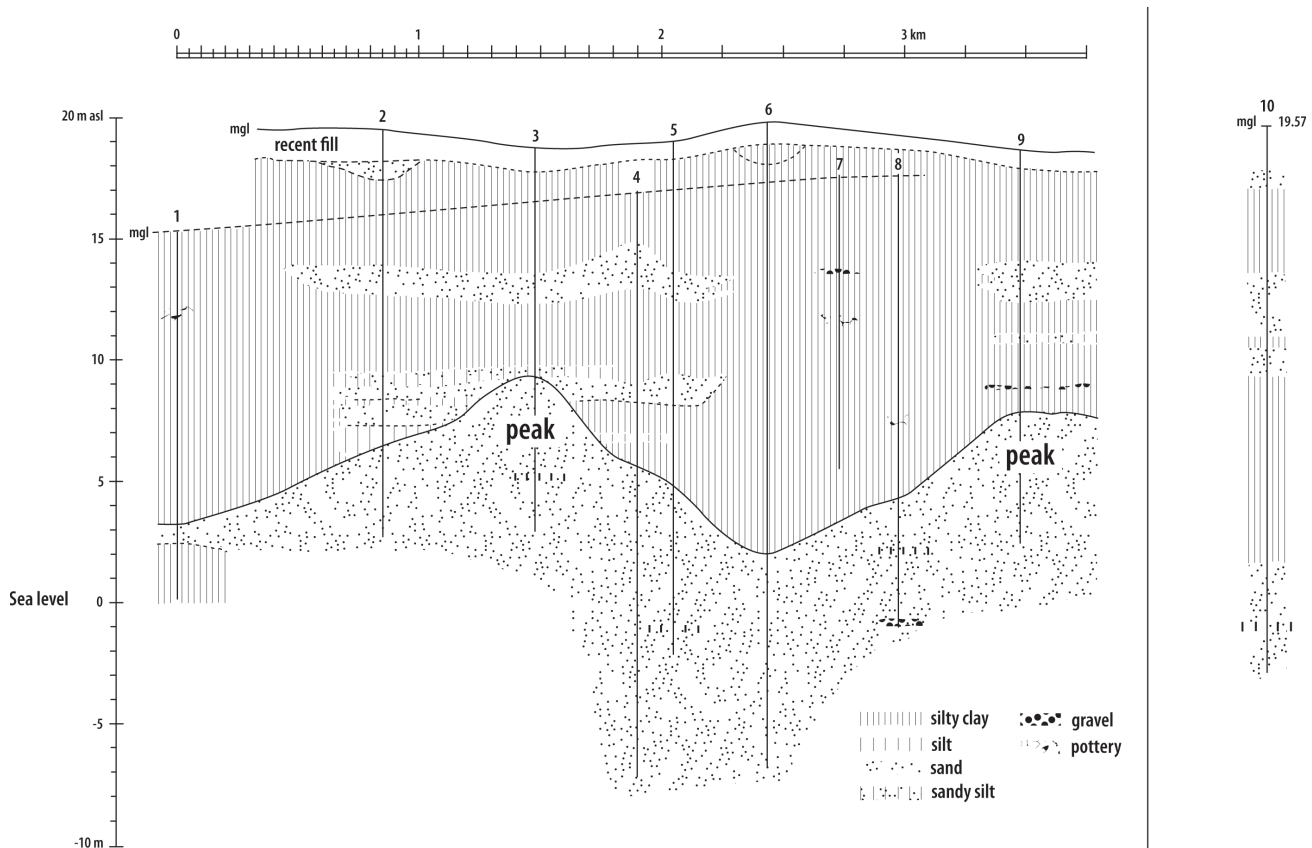 0 1 2 3 km
20 m asl
mgl
recent fill
1
2
3
4
5
6
7
8
9
10
mgl 19.57
15
mgl
10
peak
peak
5
Sea level 0
-5
-10 m
silty clay
silt
sand
sandy silt
gravel
pottery